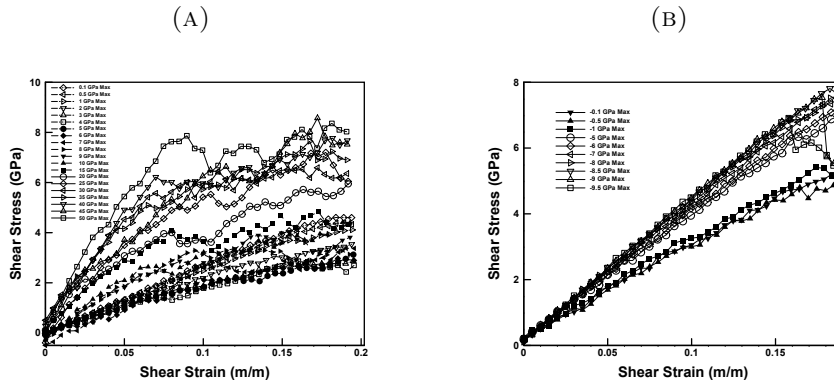 (A)
(B)
10
8
6
4
2
0
0
0.05
0.1
0.15
0.2
Shear Stress (GPa)
Shear Strain (m/m)
0.1 GPa Max
0.5 GPa Max
1 GPa Max
2 GPa Max
3 GPa Max
4 GPa Max
5 GPa Max
6 GPa Max
7 GPa Max
8 GPa Max
9 GPa Max
10 GPa Max
15 GPa Max
20 GPa Max
25 GPa Max
30 GPa Max
35 GPa Max
40 GPa Max
45 GPa Max
50 GPa Max
8
6
4
2
0
0
0.05
0.1
0.15
Shear Stress (GPa)
Shear Strain (m/m)
-0.1 GPa Max
-0.5 GPa Max
-1 GPa Max
-5 GPa Max
-6 GPa Max
-7 GPa Max
-8 GPa Max
-8.5 GPa Max
-9 GPa Max
-9.5 GPa Max